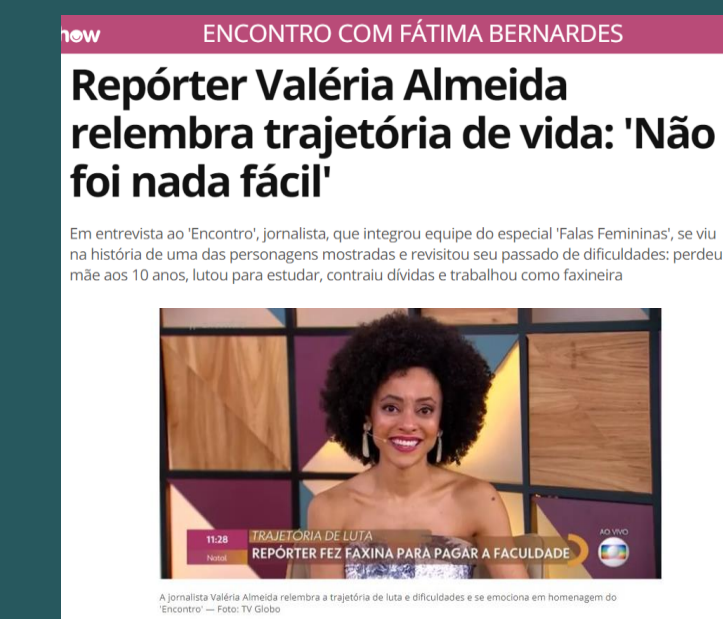 how
ENCONTRO COM FÁTIMA BERNARDES
Repórter Valéria Almeida
relembra trajetória de vida: 'Não
foi nada fácil'
Em entrevista ao 'Encontro', jornalista, que integrou equipe do especial 'Falas Femininas', se viu
na história de uma das personagens mostradas e revisitou seu passado de dificuldades: perdeu
mãe aos 10 anos, lutou para estudar, contraiu dívidas e trabalhou como faxineira
11:28
TRAJETÓRIA DE LUTA
AO VIVO
Natal
REPÓRTER FEZ FAXINA PARA PAGAR A FACULDADE
A jornalista Valéria Almeida relembra a trajetória de luta e dificuldades e se emociona em homenagem do
'Encontro' — Foto: TV Globo